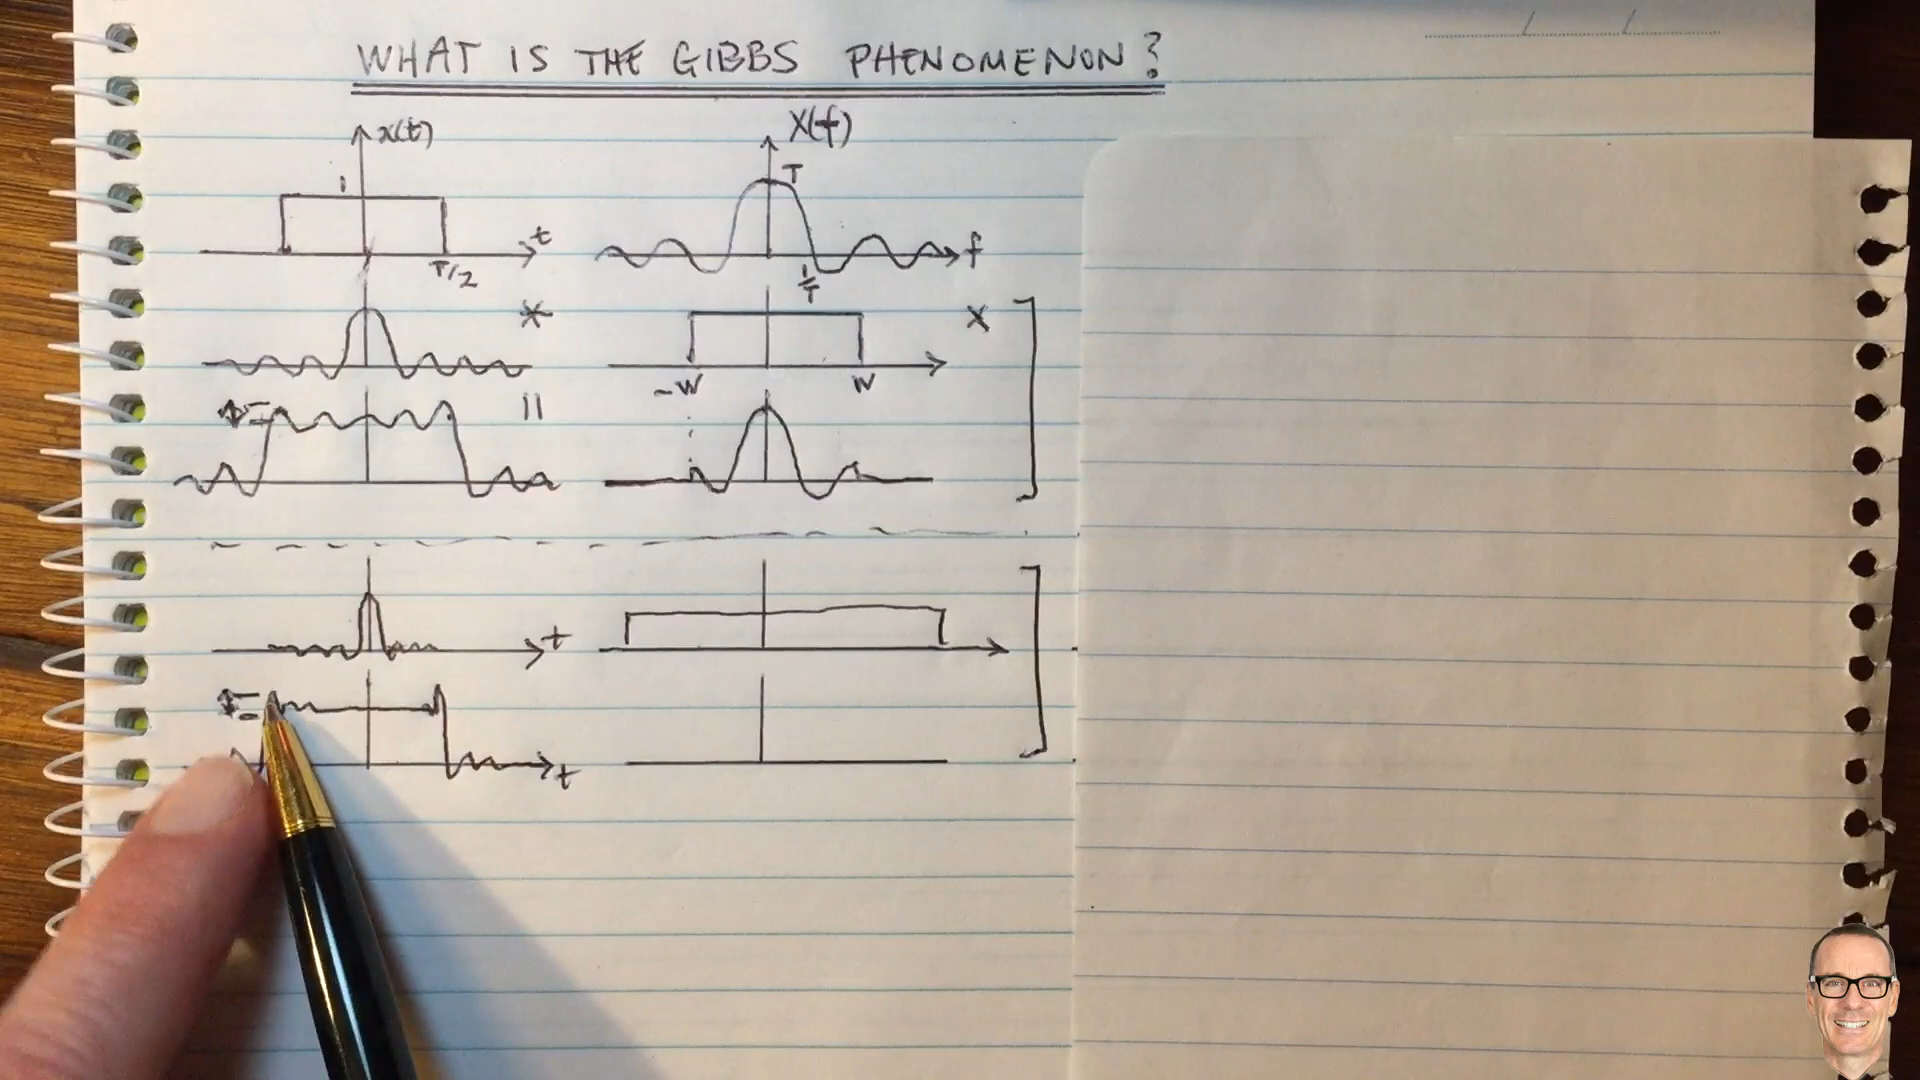 WHAT IS THE GIBBS PHENOMENON?
x(t) X(f)
1 T
t f
T/2 1/T
* X
-W W
=
t
t